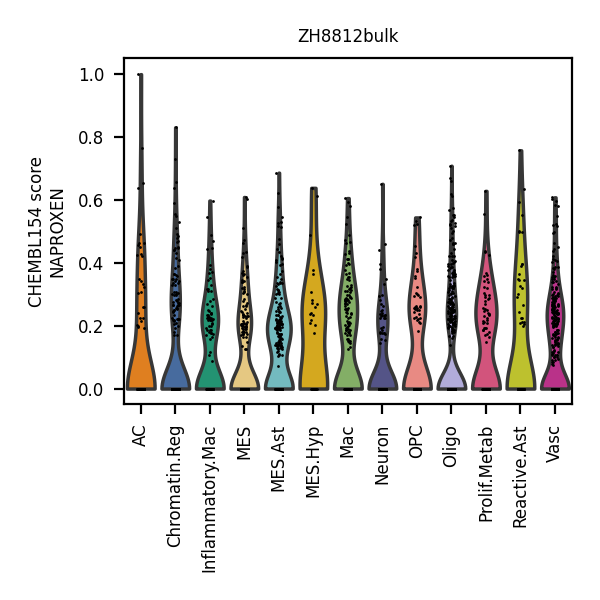 ZH8812bulk
CHEMBL154 score
NAPROXEN
1.0
0.8
0.6
0.4
0.2
0.0
AC
Chromatin.Reg
Inflammatory.Mac
MES
MES.Ast
MES.Hyp
Mac
Neuron
OPC
Oligo
Prolif.Metab
Reactive.Ast
Vasc